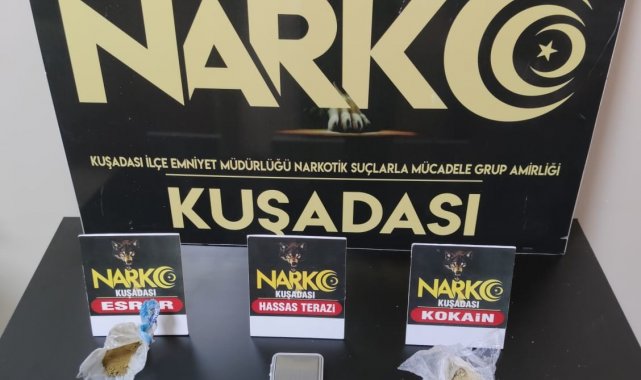 NARKO
KUŞADASI İLÇE EMNİYET MÜDÜRLÜĞÜ NARKOTİK SUÇLARLA MÜCADELE GRUP AMİRLİĞİ
KUŞADASI
NARKO
KUŞADASI
NARKO
KUŞADASI
HASSAS TERAZİ
NARKO
KUŞADASI
KOKAİN